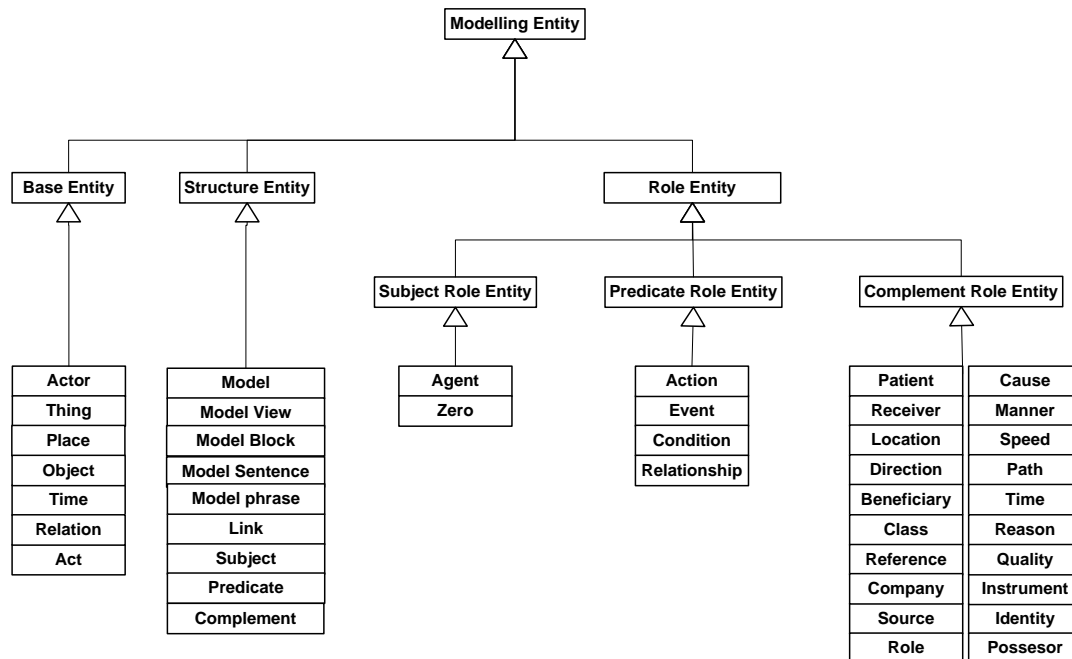 Modelling Entity
Base Entity
Structure Entity
Role Entity
Subject Role Entity
Predicate Role Entity
Complement Role Entity
Actor
Thing
Place
Object
Time
Relation
Act
Model
Model View
Model Block
Model Sentence
Model phrase
Link
Subject
Predicate
Complement
Agent
Zero
Action
Event
Condition
Relationship
Patient
Receiver
Location
Direction
Beneficiary
Class
Reference
Company
Source
Role
Cause
Manner
Speed
Path
Time
Reason
Quality
Instrument
Identity
Possesor